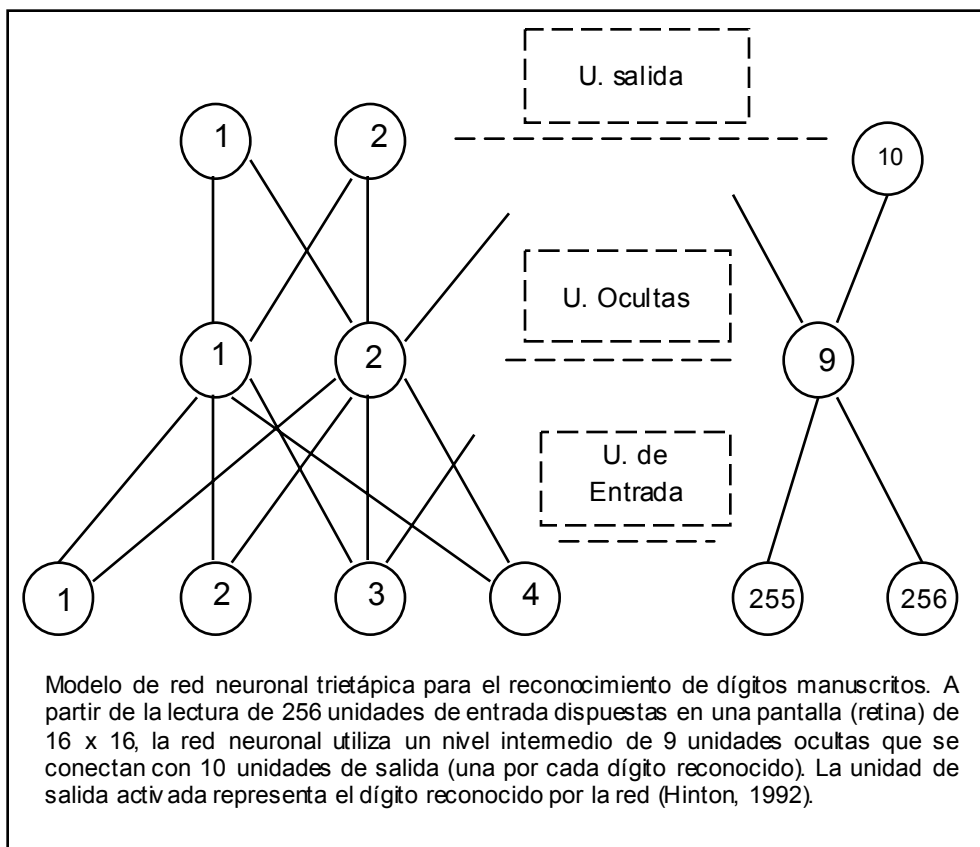 U. salida
1 2 10
U. Ocultas
1 2 9
U. de
Entrada
1 2 3 4 255 256
Modelo de red neuronal trietápica para el reconocimiento de dígitos manuscritos. A
partir de la lectura de 256 unidades de entrada dispuestas en una pantalla (retina) de
16 x 16, la red neuronal utiliza un nivel intermedio de 9 unidades ocultas que se
conectan con 10 unidades de salida (una por cada dígito reconocido). La unidad de
salida activada representa el dígito reconocido por la red (Hinton, 1992).